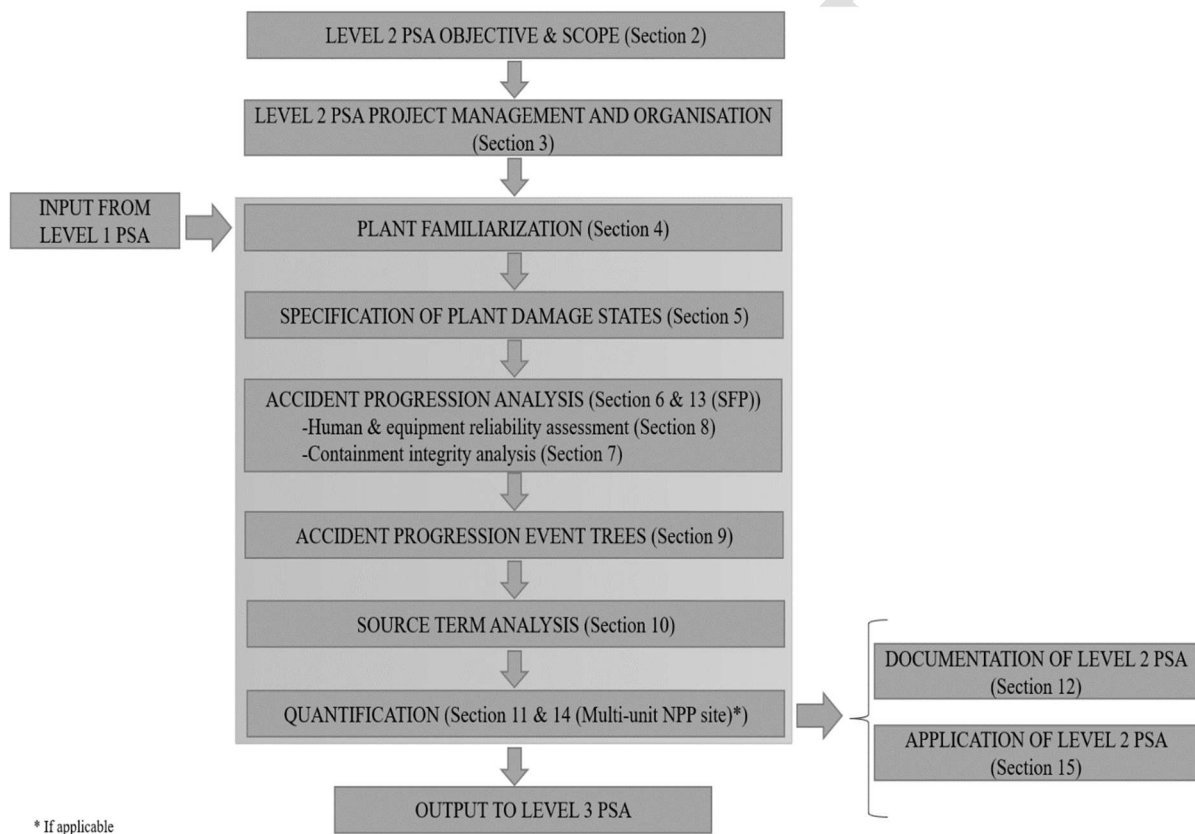 LEVEL 2 PSA OBJECTIVE & SCOPE (Section 2)
LEVEL 2 PSA PROJECT MANAGEMENT AND ORGANISATION
(Section 3)
INPUT FROM
LEVEL 1 PSA
PLANT FAMILIARIZATION (Section 4)
SPECIFICATION OF PLANT DAMAGE STATES (Section 5)
ACCIDENT PROGRESSION ANALYSIS (Section 6 & 13 (SFP))
-Human & equipment reliability assessment (Section 8)
-Containment integrity analysis (Section 7)
ACCIDENT PROGRESSION EVENT TREES (Section 9)
SOURCE TERM ANALYSIS (Section 10)
QUANTIFICATION (Section 11 & 14 (Multi-unit NPP site)*)
DOCUMENTATION OF LEVEL 2 PSA
(Section 12)
APPLICATION OF LEVEL 2 PSA
(Section 15)
OUTPUT TO LEVEL 3 PSA
* If applicable